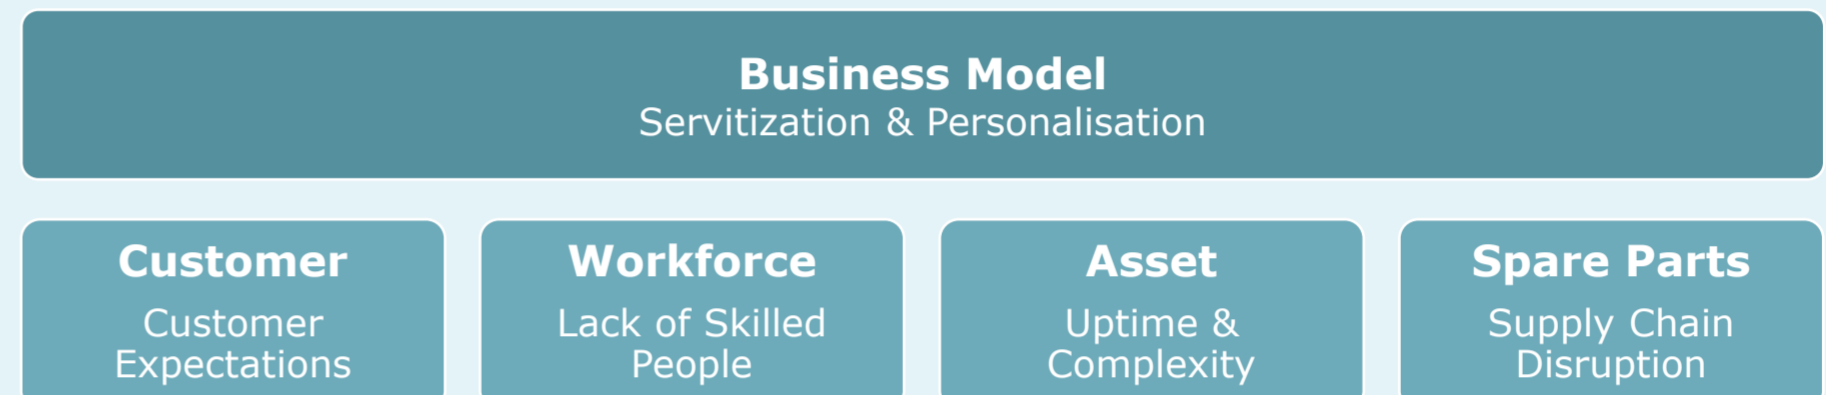 Business Model
Servitization & Personalisation
Customer
Customer
Expectations
Workforce
Lack of Skilled
People
Asset
Uptime &
Complexity
Spare Parts
Supply Chain
Disruption